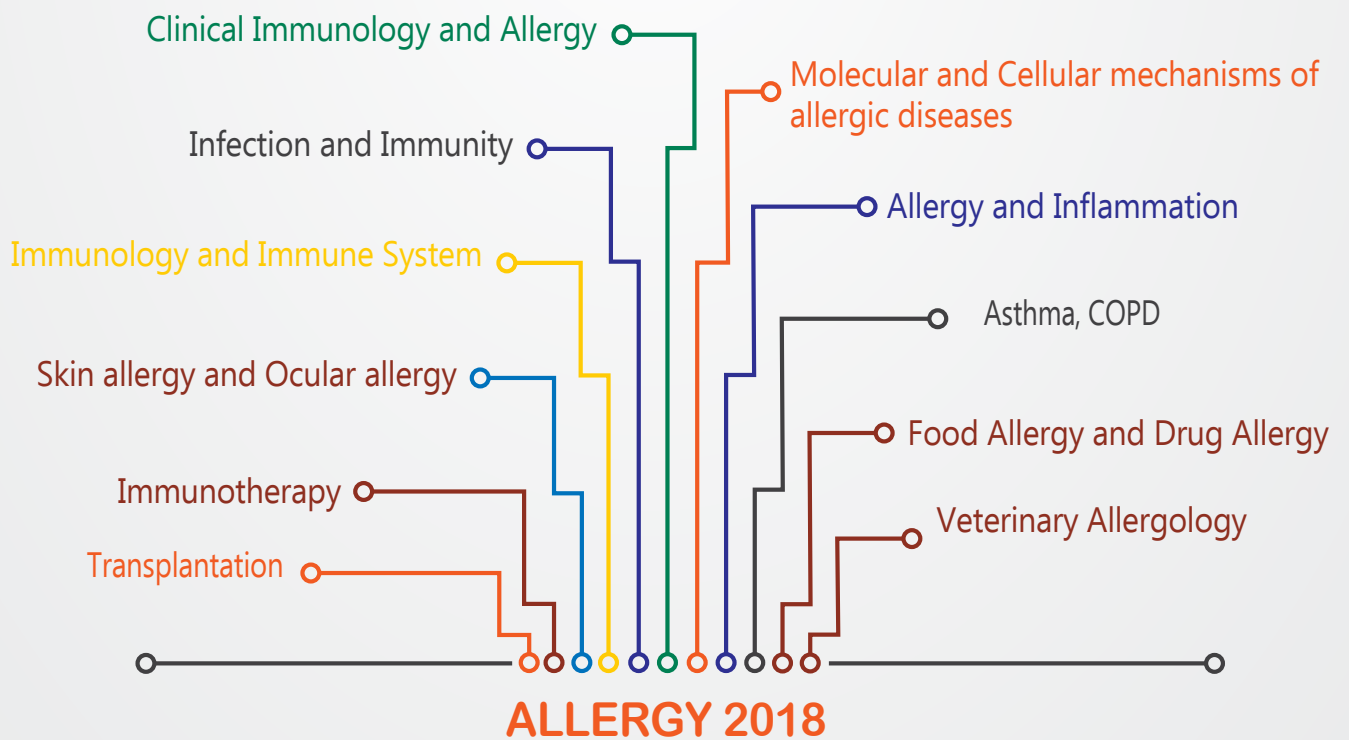 Clinical Immunology and Allergy
Infection and Immunity
Immunology and Immune System
Skin allergy and Ocular allergy
Immunotherapy
Transplantation
Molecular and Cellular mechanisms of
allergic diseases
Allergy and Inflammation
Asthma, COPD
Food Allergy and Drug Allergy
Veterinary Allergology
ALLERGY 2018